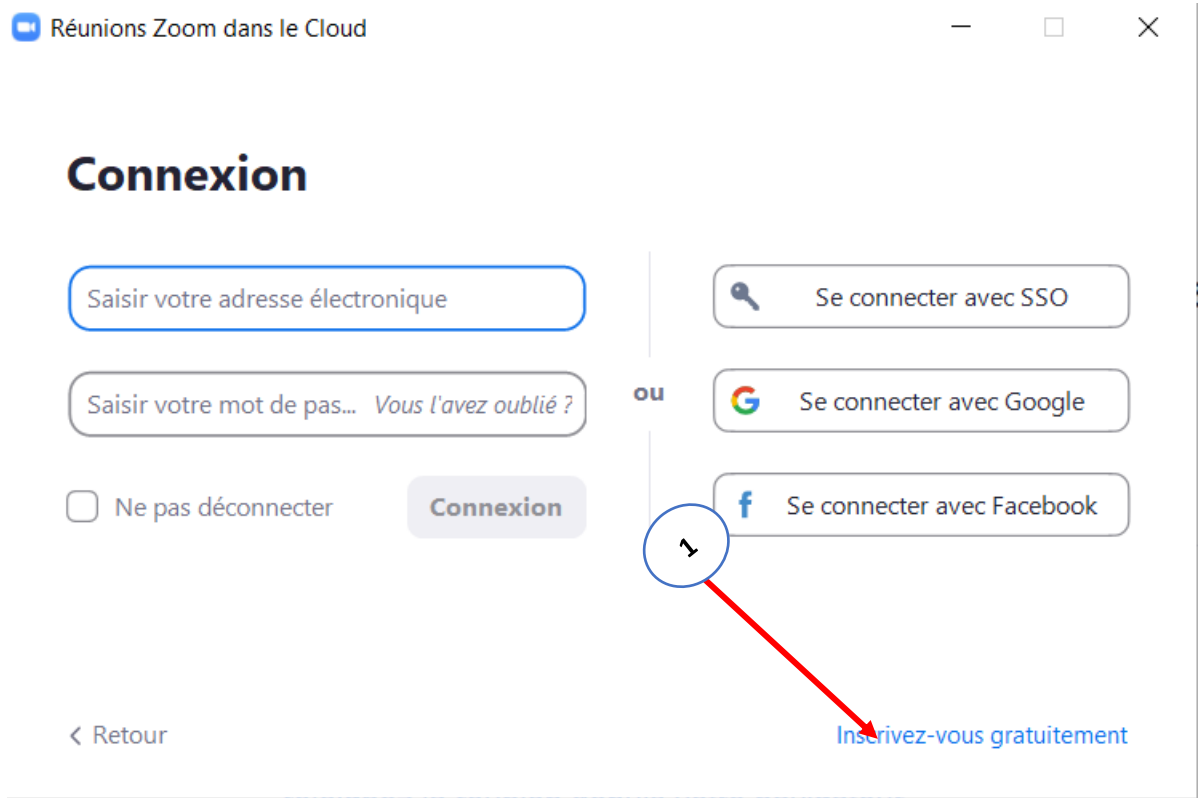 Réunions Zoom dans le Cloud
Connexion
Saisir votre adresse électronique
Saisir votre mot de pas... Vous l'avez oublié ?
Ne pas déconnecter
Connexion
ou
Se connecter avec SSO
Se connecter avec Google
Se connecter avec Facebook
1
Retour
Inscrivez-vous gratuitement